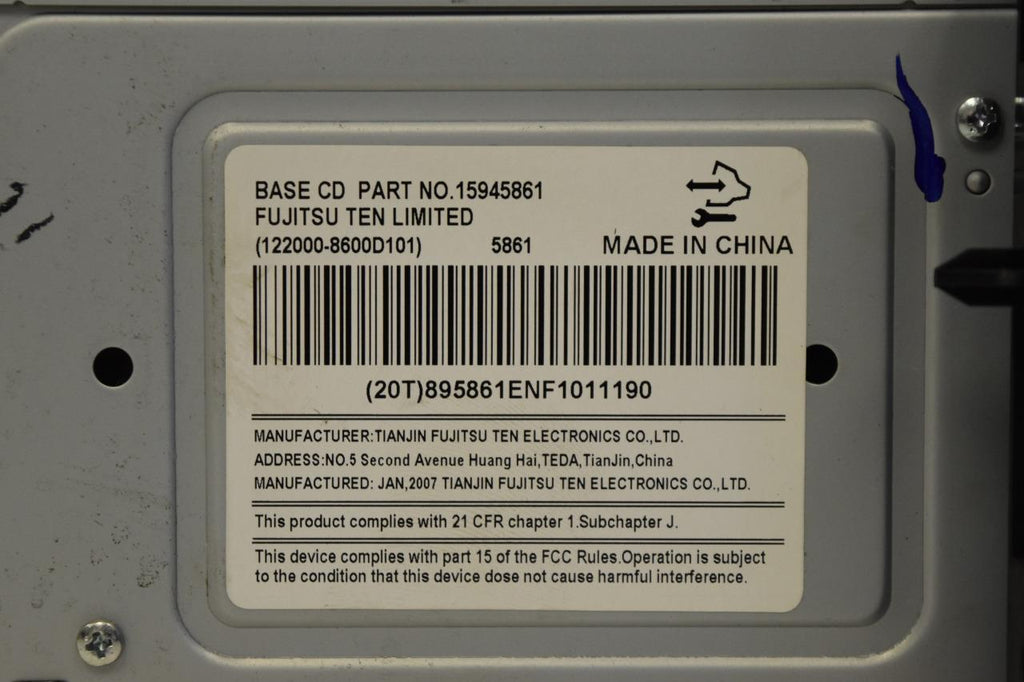 BASE CD PART NO.15945861
FUJITSU TEN LIMITED
(122000-8600D101) 5861 MADE IN CHINA
(20T)895861ENF1011190
MANUFACTURER:TIANJIN FUJITSU TEN ELECTRONICS CO.,LTD.
ADDRESS:NO.5 Second Avenue Huang Hai,TEDA,TianJin,China
MANUFACTURED: JAN,2007 TIANJIN FUJITSU TEN ELECTRONICS CO.,LTD.
This product complies with 21 CFR chapter 1.Subchapter J.
This device complies with part 15 of the FCC Rules.Operation is subject
to the condition that this device dose not cause harmful interference.